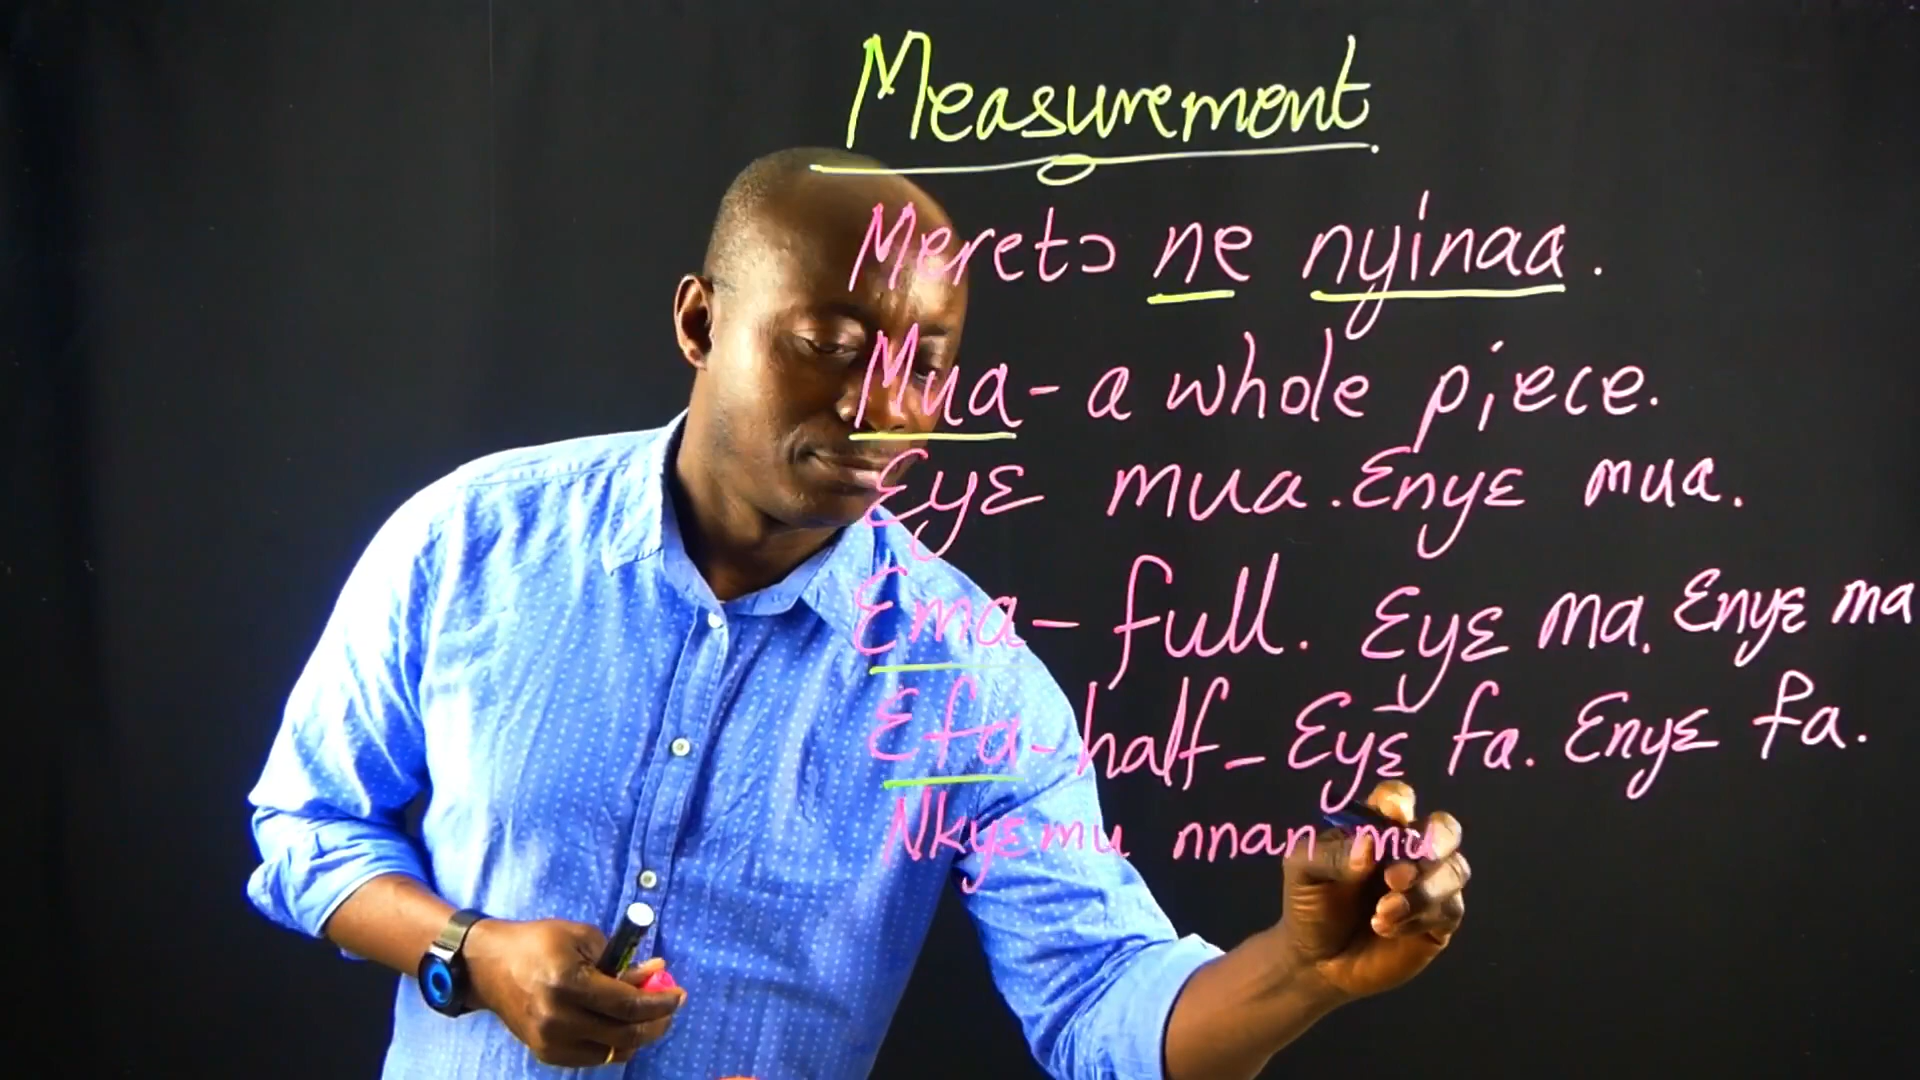 Measurement
Meretɔ ne nyinaa.
Mua - a whole piece.
Ɛyɛ mua. Ɛnyɛ mua.
Ɛma - full. Ɛyɛ ma. Ɛnyɛ ma
Ɛfa - half - Ɛyɛ fa. Ɛnyɛ fa.
Nkyɛmu nnan mu